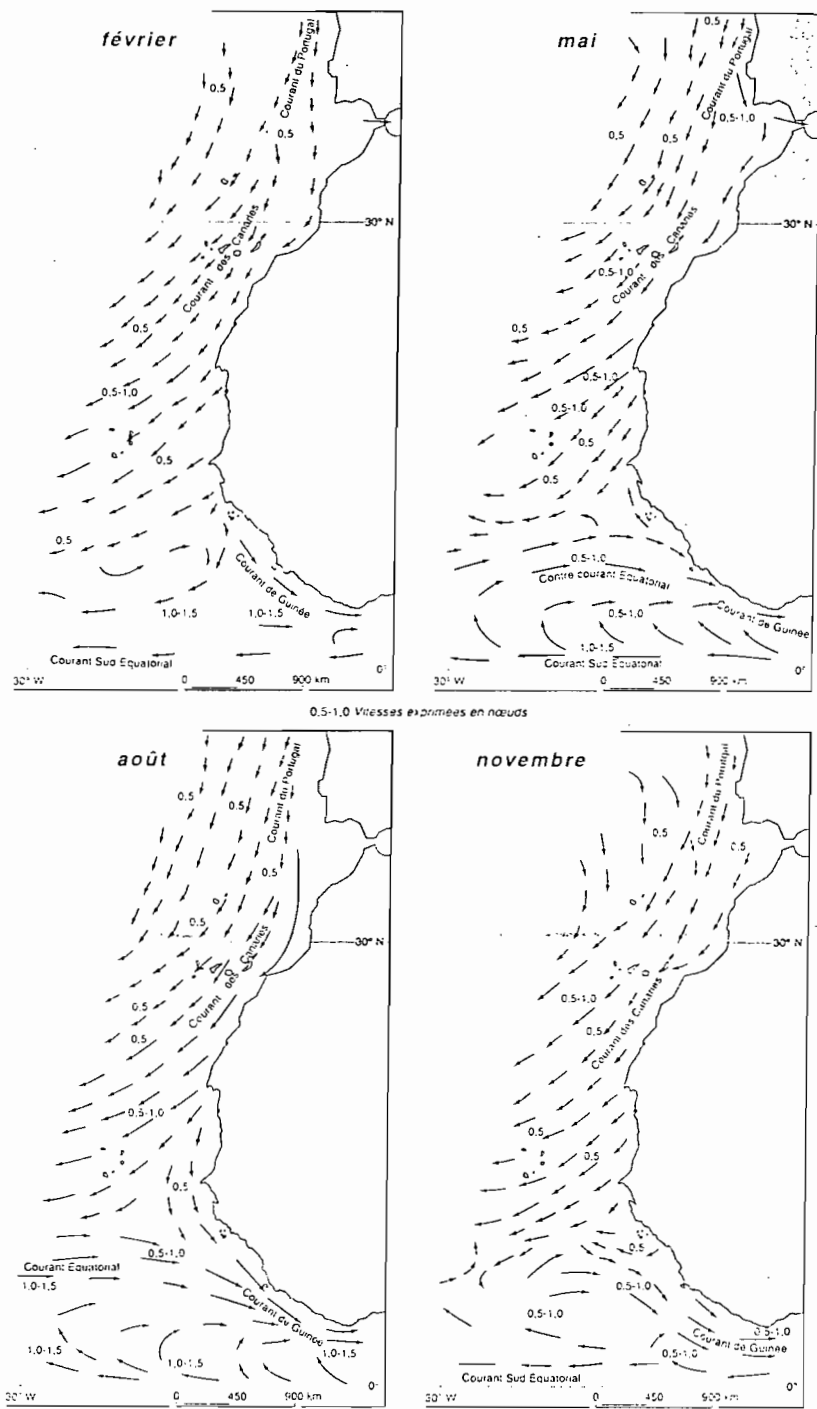 février
0.5
Courant du Portugal
0.5
30° N
Courant des Canaries
0.5
0.5-1.0
0.5
0.5
Courant de Guinée
1.0-1.5
1.0-1.5
Courant Sud Equatorial
0°
30° W
0 450 900 km
mai
0.5
Courant du Portugal
0.5-1.0
0.5
0.5
30° N
0.5-1.0
Courant des Canaries
0.5
0.5-1.0
0.5-1.0
0.5
0.5
0.5-1.0
Contre courant Equatorial
Courant de Guinée
0.5-1.0
1.0-1.5
Courant Sud Equatorial
0°
30° W
0 450 900 km
0.5-1.0 Vitesses exprimées en nœuds
août
0.5
0.5
Courant du Portugal
0.5
0.5
30° N
Courant des Canaries
0.5
0.5
0.5-1.0
0.5
0.5-1.0
Courant Equatorial
1.0-1.5
Courant de Guinée
1.0-1.5
1.0-1.5
1.0-1.5
30° W
0 450 900 km
0°
novembre
Courant du Portugal
0.5
0.5
30° N
0.5-1.0
Courant des Canaries
0.5
0.5
0.5
0.5
0.5-1.0
0.5-1.0
0.5-1.0
0.5-1.0
Courant de Guinée
0.5-1.0
Courant Sud Equatorial
30° W
0 450 900 km
0°